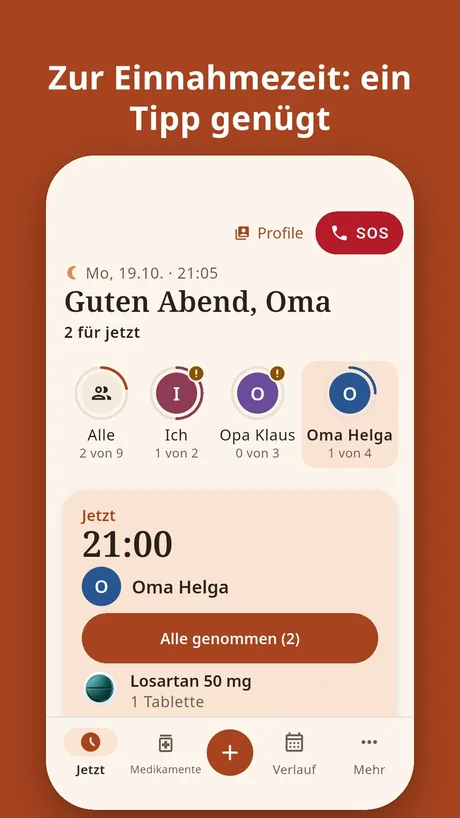 Zur Einnahmezeit: ein
Tipp genügt
Profile
SOS
Mo, 19.10. · 21:05
Guten Abend, Oma
2 für jetzt
I
O
O
Alle
Ich
Opa Klaus
Oma Helga
2 von 9
1 von 2
0 von 3
1 von 4
Jetzt
21:00
O
Oma Helga
Alle genommen (2)
Losartan 50 mg
1 Tablette
Jetzt
Medikamente
Verlauf
Mehr